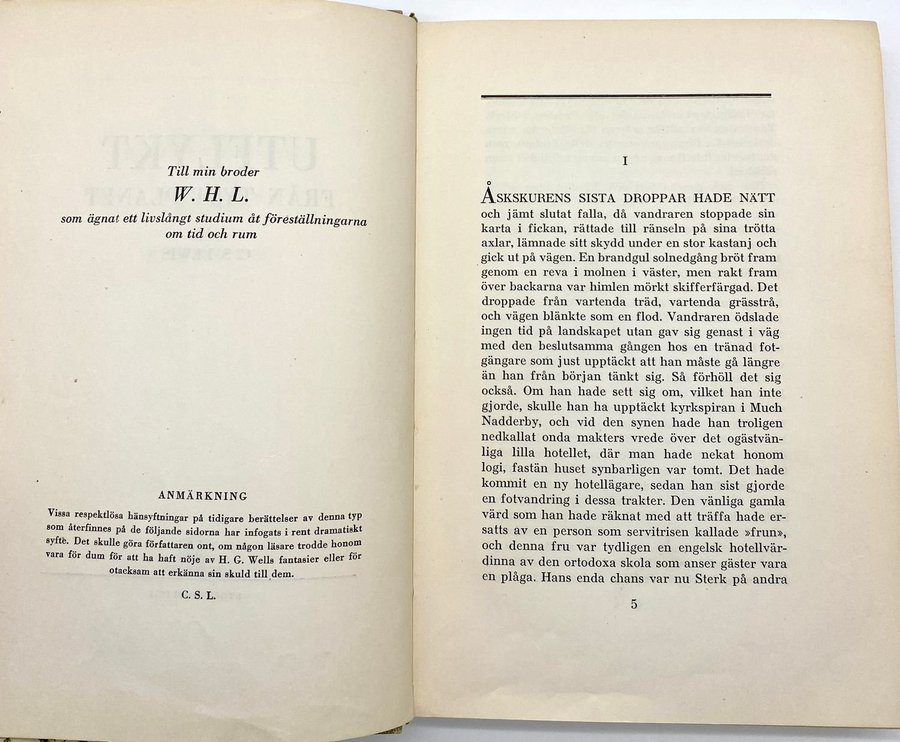 Till min broder
W. H. L.
som ägnat ett livslångt studium åt föreställningarna
om tid och rum
ANMÄRKNING
Vissa respektlösa hänsyftningar på tidigare berättelser av denna typ
som återfinnes på de följande sidorna har infogats i rent dramatiskt
syfte. Det skulle göra författaren ont, om någon läsare trodde honom
vara för dum för att ha haft nöje av H. G. Wells fantasier eller för
otacksam att erkänna sin skuld till dem.
C. S. L.
I
ÅSKSKURENS SISTA DROPPAR HADE NÄTT
och jämt slutat falla, då vandraren stoppade sin
karta i fickan, rättade till ränseln på sina trötta
axlar, lämnade sitt skydd under en stor kastanj och
gick ut på vägen. En brandgul solnedgång bröt fram
genom en reva i molnen i väster, men rakt fram
över backarna var himlen mörkt skifferfärgad. Det
droppade från vartenda träd, vartenda grässtrå,
och vägen blänkte som en flod. Vandraren ödslade
ingen tid på landskapet utan gav sig genast i väg
med den beslutsamma gången hos en tränad fot-
gängare som just upptäckt att han måste gå längre
än han från början tänkt sig. Så förhöll det sig
också. Om han hade sett sig om, vilket han inte
gjorde, skulle han ha upptäckt kyrkspiran i Much
Nadderby, och vid den synen hade han troligen
nedkallat onda makters vrede över det ogästvän-
liga lilla hotellet, där man hade nekat honom
logi, fastän huset synbarligen var tomt. Det hade
kommit en ny hotellägare, sedan han sist gjorde
en fotvandring i dessa trakter. Den vänliga gamla
värd som han hade räknat med att träffa hade er-
satts av en person som servitrisen kallade »frun»,
och denna fru var tydligen en engelsk hotellvär-
dinna av den ortodoxa skola som anser gäster vara
en plåga. Hans enda chans var nu Sterk på andra
5